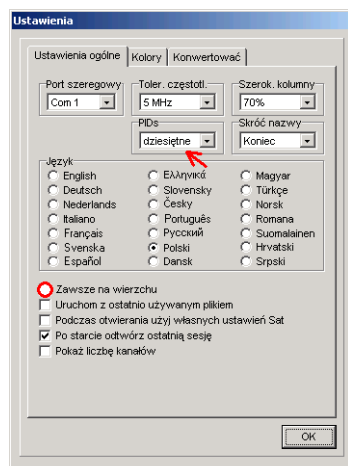 Ustawienia
Ustawienia ogólne Kolory Konwertować
Port szeregowy Toler. częstotl. Szerok. kolumny
Com 1 5 MHz 70%
PIDs Skróć nazwy
dziesiętne Koniec
Język
English Ελληνικά Magyar
Deutsch Slovensky Türkçe
Nederlands Česky Norsk
Italiano Português Romana
Français Русский Suomalainen
Svenska Polski Hrvatski
Español Dansk Srpski
Zawsze na wierzchu
Uruchom z ostatnio używanym plikiem
Podczas otwierania użyj własnych ustawień Sat
Po starcie odtwórz ostatnią sesję
Pokaż liczbę kanałów
OK